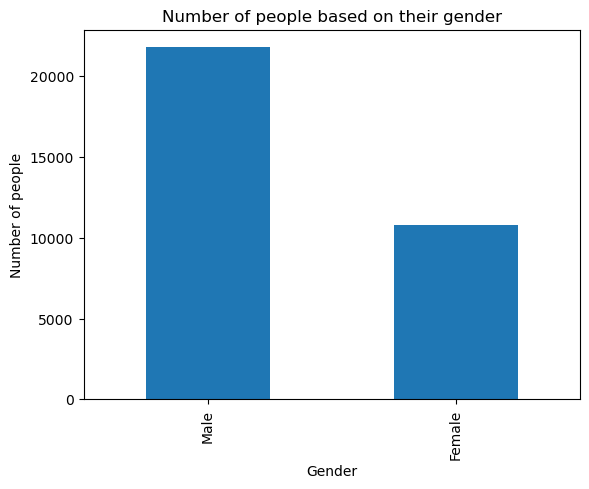 Number of people based on their gender
Number of people
20000
15000
10000
5000
0
Male
Female
Gender